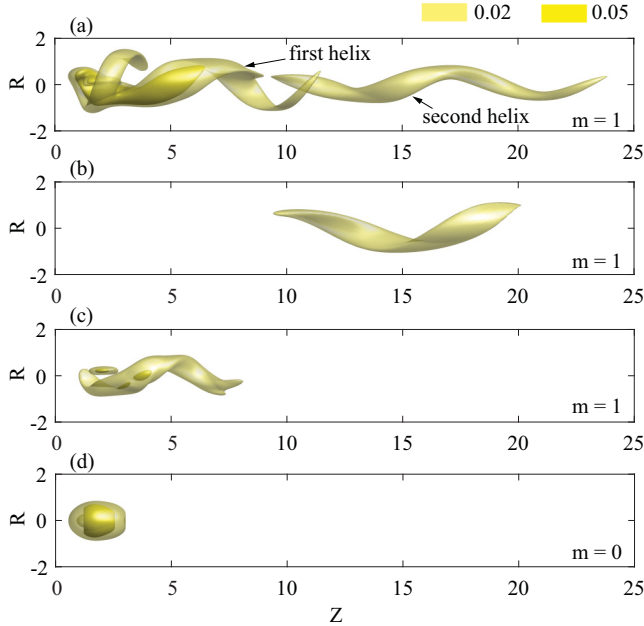 0.02 0.05
(a)
2
R 0
-2
first helix
second helix
m = 1
0 5 10 15 20 25
(b)
2
R 0
-2
m = 1
0 5 10 15 20 25
(c)
2
R 0
-2
m = 1
0 5 10 15 20 25
(d)
2
R 0
-2
m = 0
0 5 10 15 20 25
Z